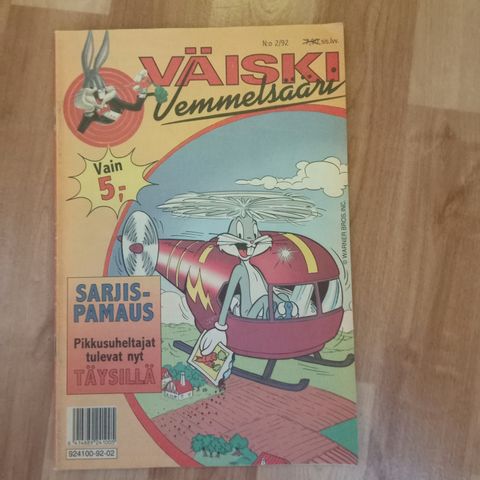 N:o 2/92
sis.lvv.
VÄISKI
Vemmelsääri
Vain
5,-
© WARNER BROS. INC.
SARJIS-
PAMAUS
Pikkusuheltajat
tulevat nyt
TÄYSILLÄ
924100-92-02